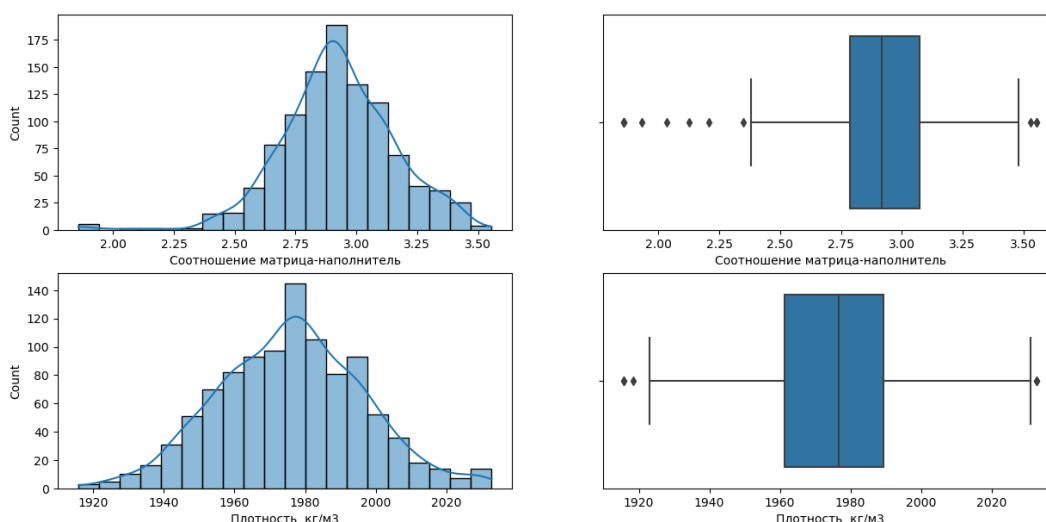 175
150
125
100
75
50
25
0
Count
2.00 2.25 2.50 2.75 3.00 3.25 3.50
Соотношение матрица-наполнитель
2.00 2.25 2.50 2.75 3.00 3.25 3.50
Соотношение матрица-наполнитель
140
120
100
80
60
40
20
0
Count
1920 1940 1960 1980 2000 2020
Плотность, кг/м3
1920 1940 1960 1980 2000 2020
Плотность, кг/м3